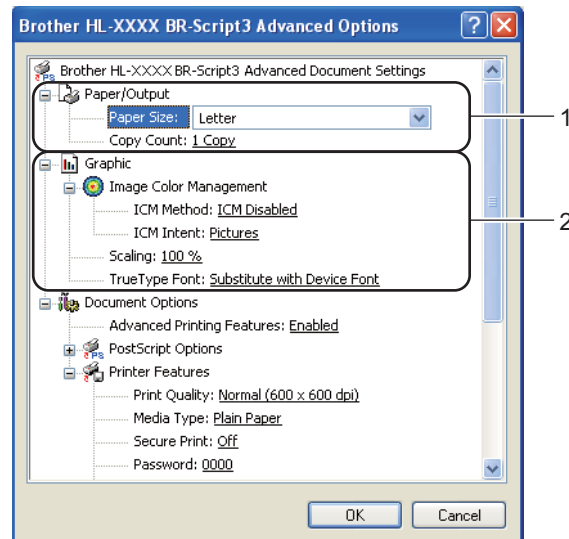 Brother HL-XXXX BR-Script3 Advanced Options
Brother HL-XXXX BR-Script3 Advanced Document Settings
Paper/Output
Paper Size: Letter
Copy Count: 1 Copy
1
Graphic
Image Color Management
ICM Method: ICM Disabled
ICM Intent: Pictures
2
Scaling: 100 %
TrueType Font: Substitute with Device Font
Document Options
Advanced Printing Features: Enabled
PostScript Options
Printer Features
Print Quality: Normal (600 x 600 dpi)
Media Type: Plain Paper
Secure Print: Off
Password: 0000
OK
Cancel